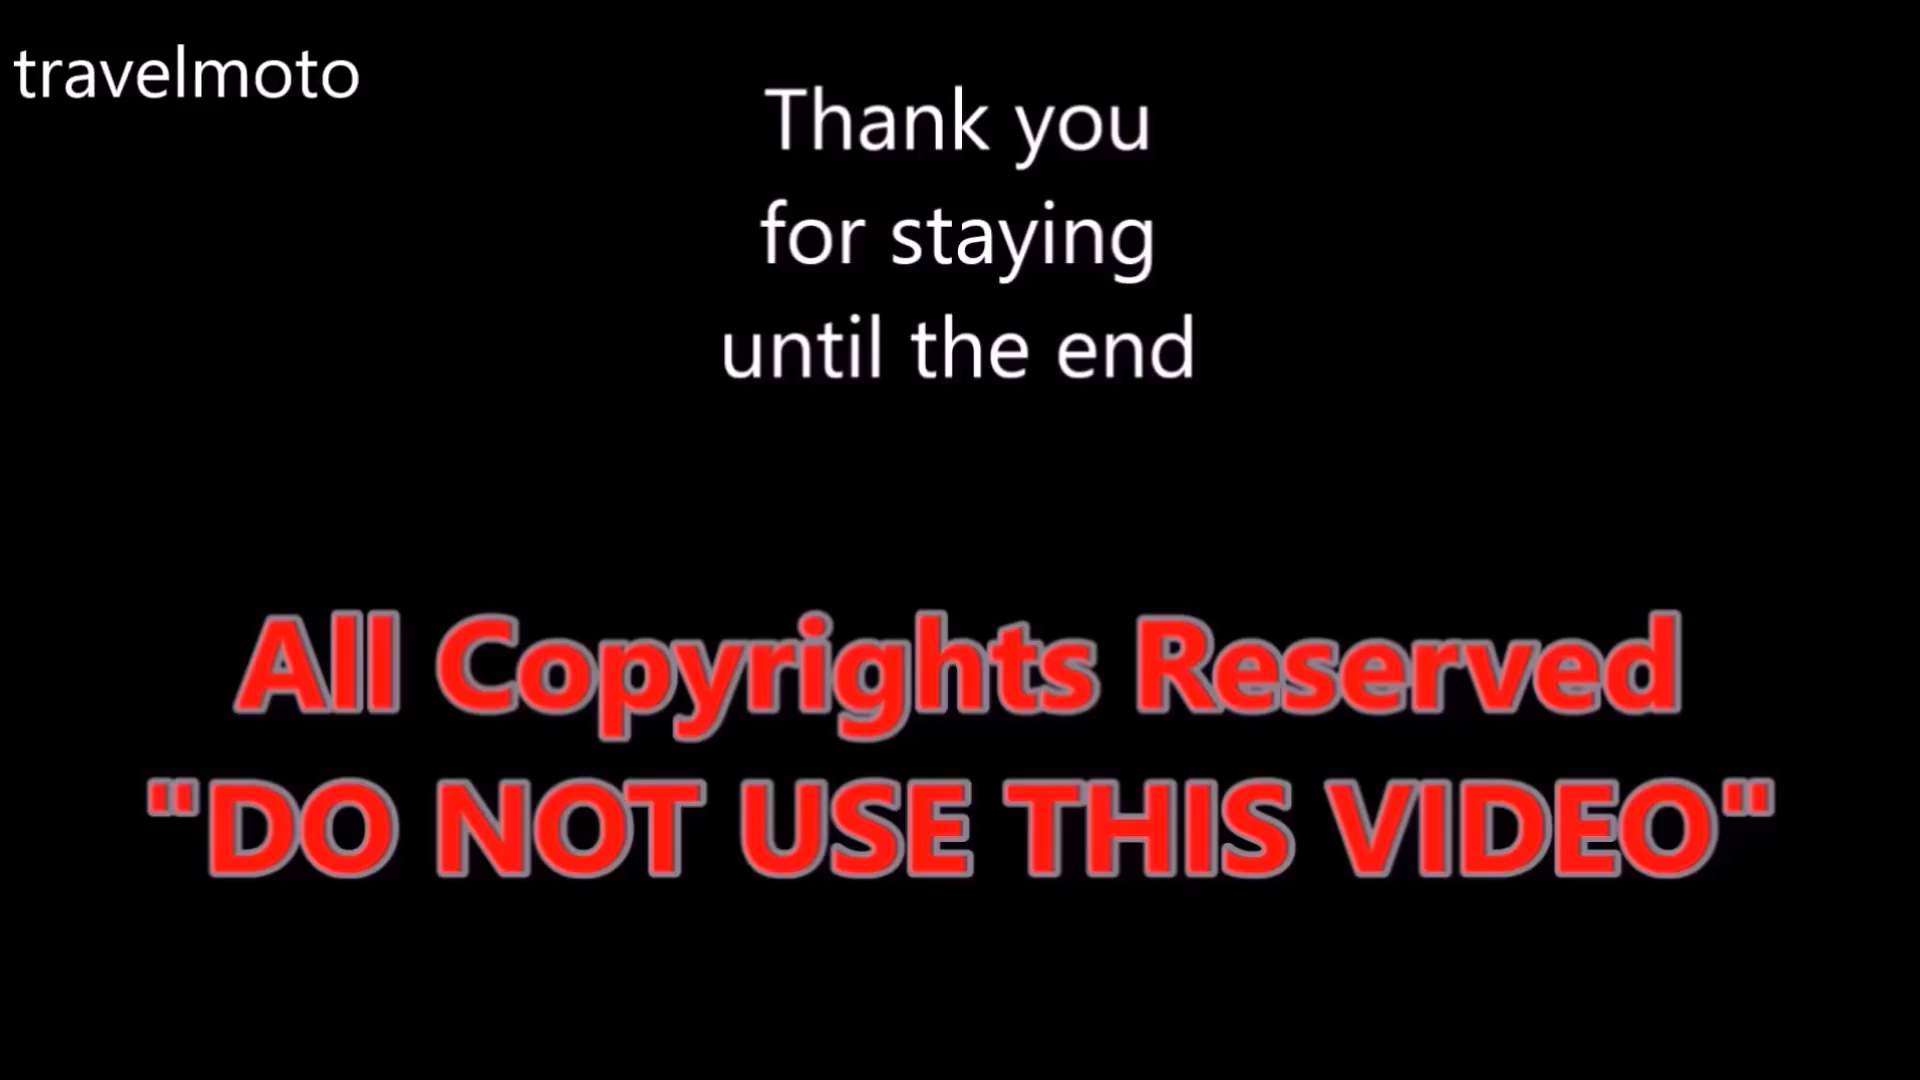 travelmoto
Thank you
for staying
until the end
All Copyrights Reserved
"DO NOT USE THIS VIDEO"